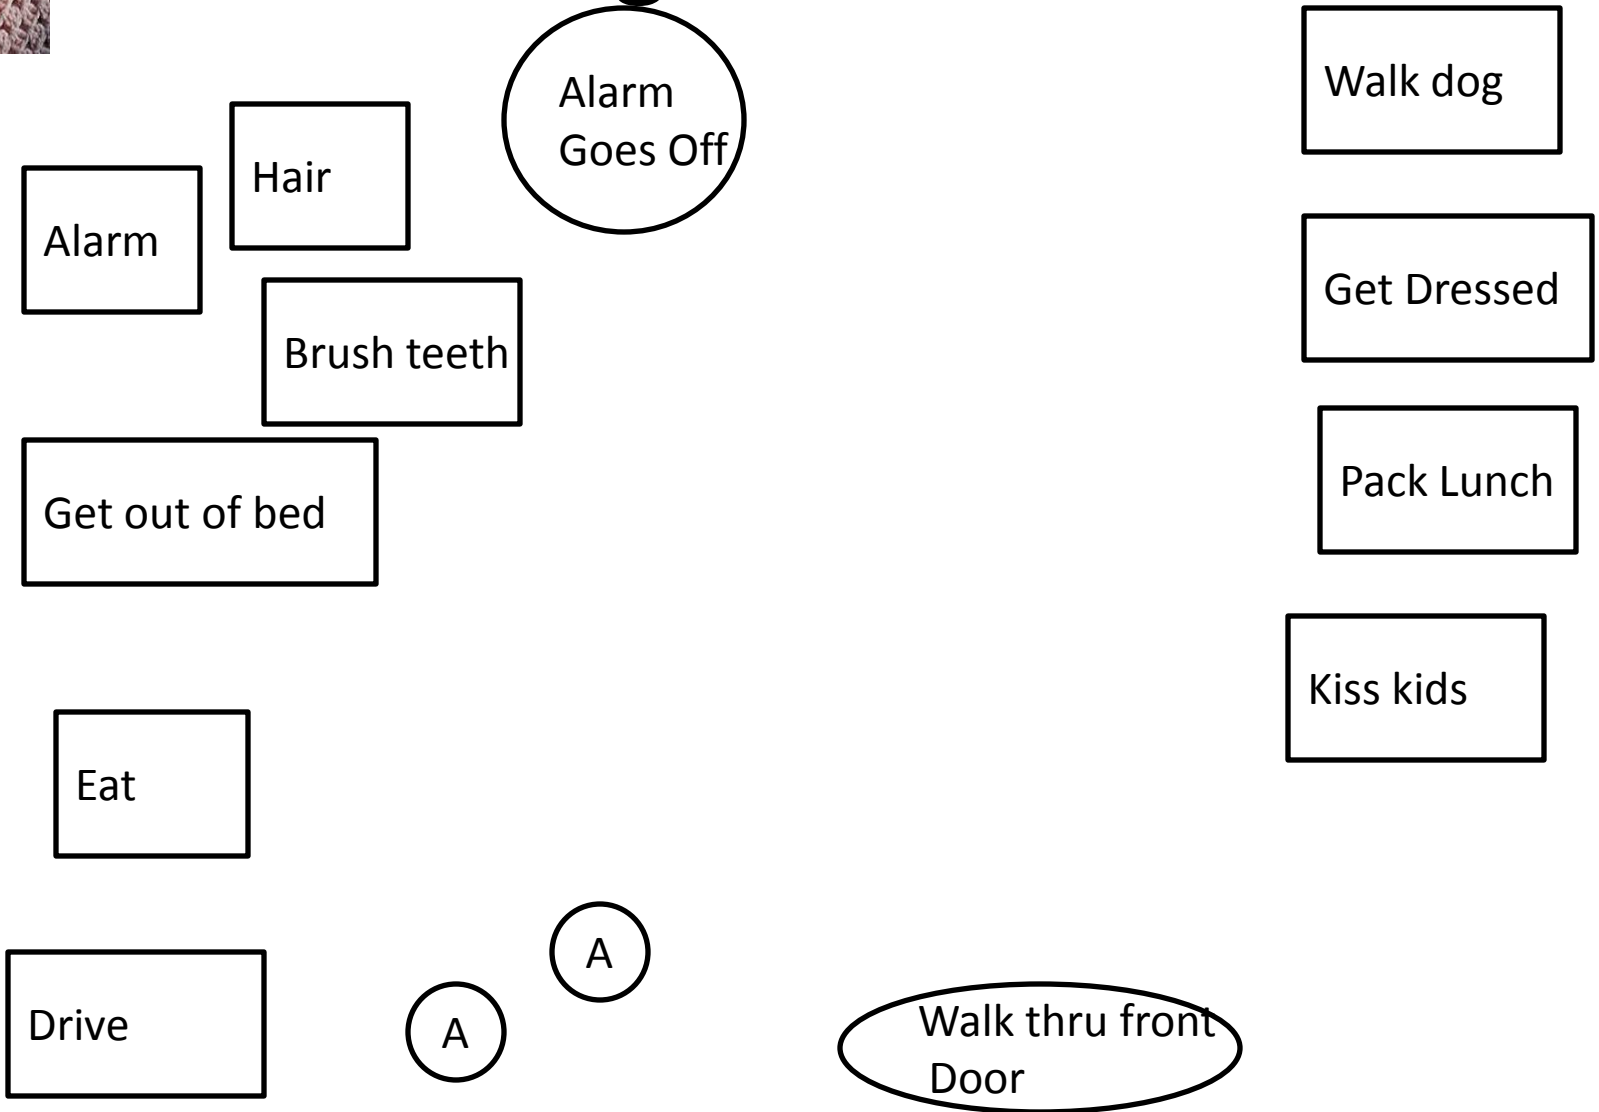 Alarm
Goes Off
Walk dog
Hair
Alarm
Get Dressed
Brush teeth
Pack Lunch
Get out of bed
Kiss kids
Eat
A
A
Drive
Walk thru front
Door